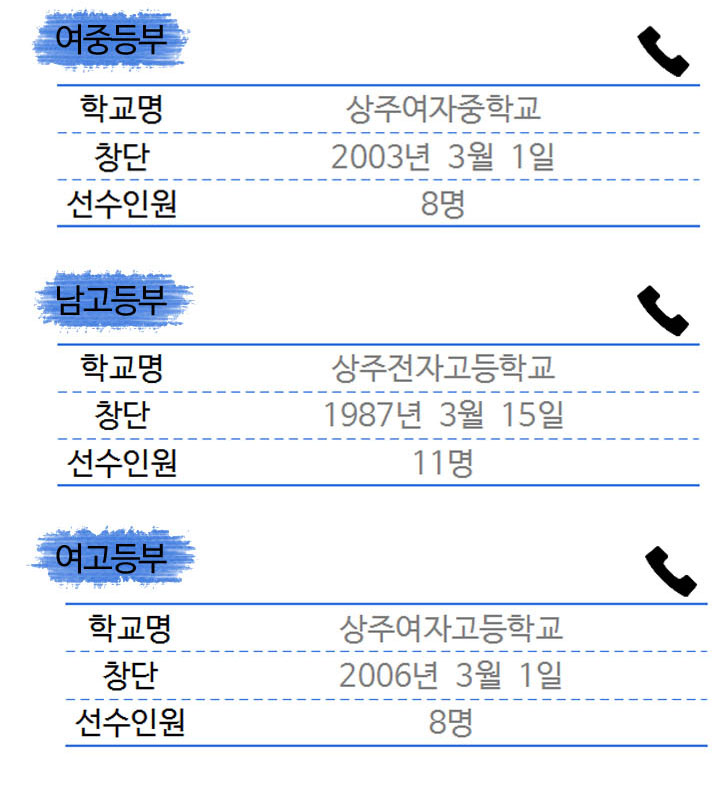 여중등부
학교명 상주여자중학교
창단 2003년 3월 1일
선수인원 8명
남고등부
학교명 상주전자고등학교
창단 1987년 3월 15일
선수인원 11명
여고등부
학교명 상주여자고등학교
창단 2006년 3월 1일
선수인원 8명